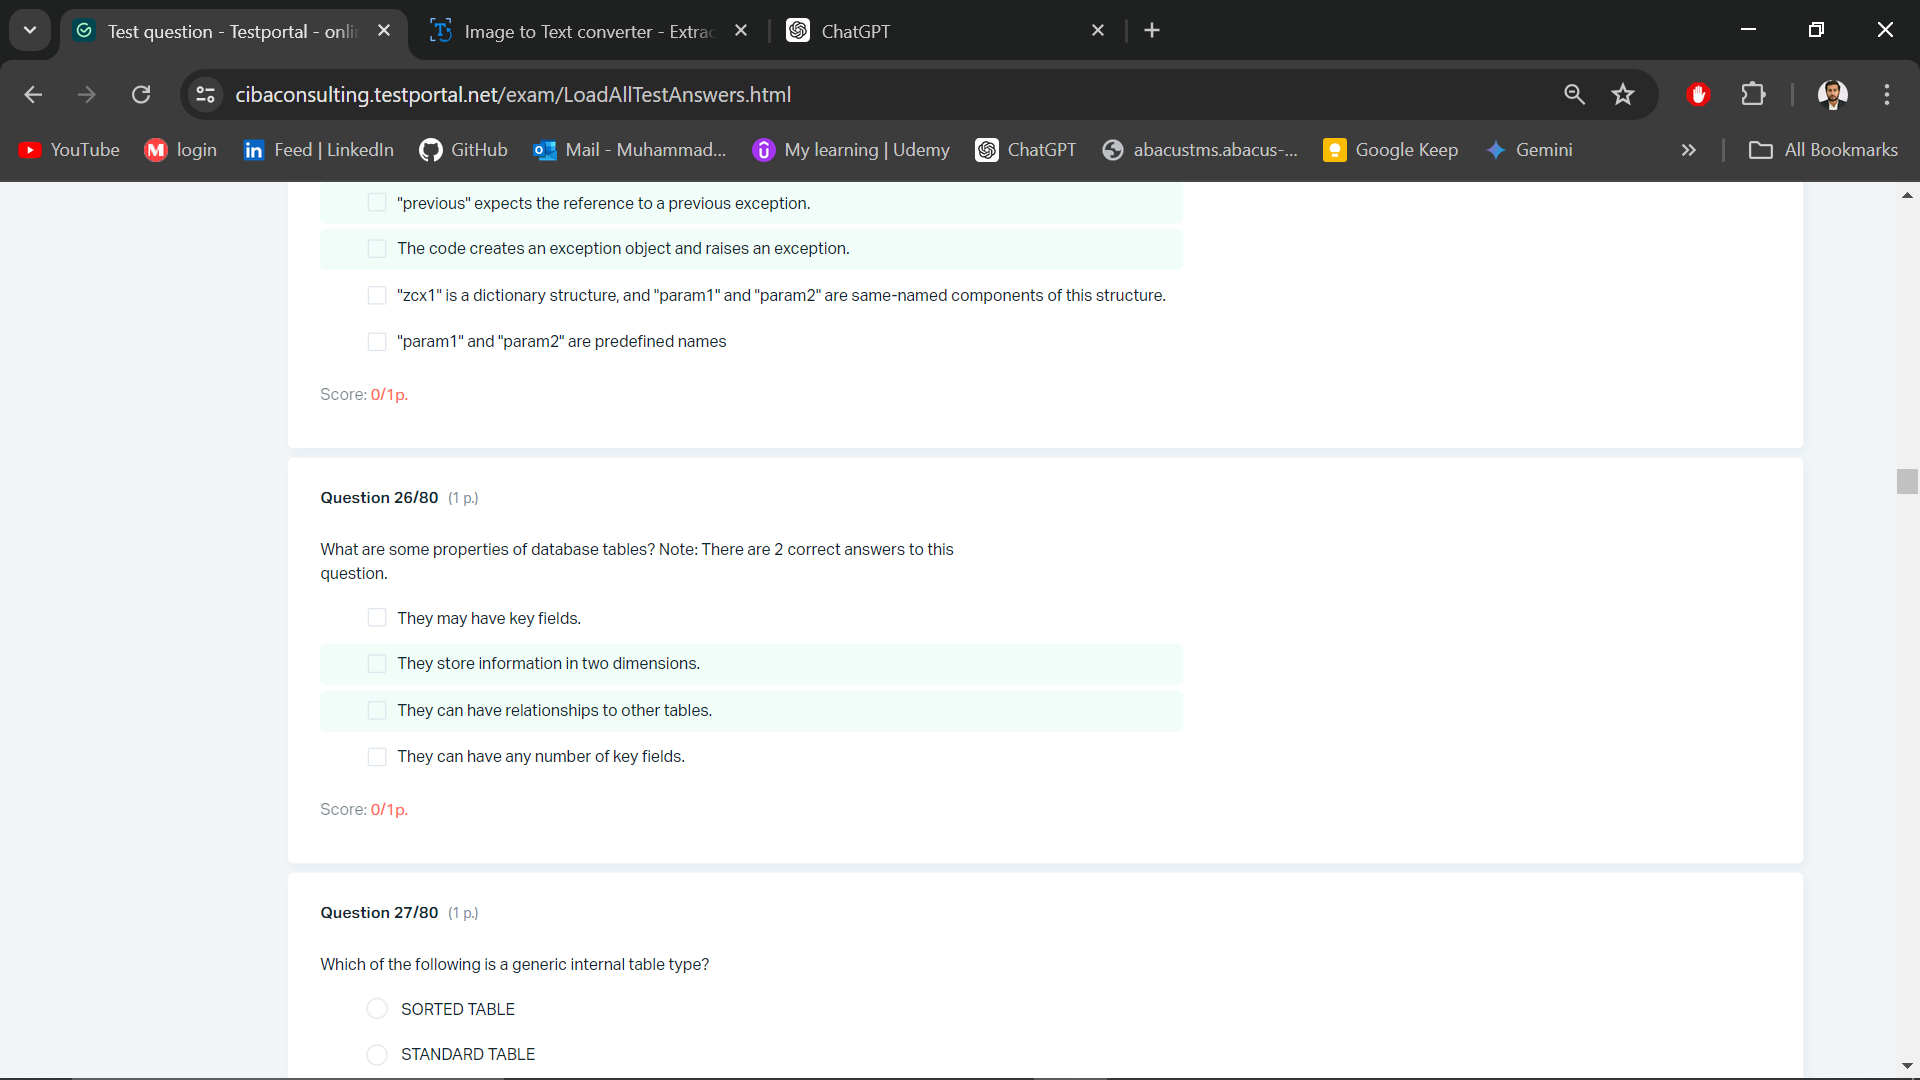 Test question - Testportal - onli
Image to Text converter - Extrac
ChatGPT
cibaconsulting.testportal.net/exam/LoadAllTestAnswers.html
YouTube
login
Feed | LinkedIn
GitHub
Mail - Muhammad...
My learning | Udemy
ChatGPT
abacustms.abacus-...
Google Keep
Gemini
All Bookmarks
"previous" expects the reference to a previous exception.
The code creates an exception object and raises an exception.
"zcx1" is a dictionary structure, and "param1" and "param2" are same-named components of this structure.
"param1" and "param2" are predefined names
Score: 0/1p.
Question 26/80 (1 p.)
What are some properties of database tables? Note: There are 2 correct answers to this
question.
They may have key fields.
They store information in two dimensions.
They can have relationships to other tables.
They can have any number of key fields.
Score: 0/1p.
Question 27/80 (1 p.)
Which of the following is a generic internal table type?
SORTED TABLE
STANDARD TABLE